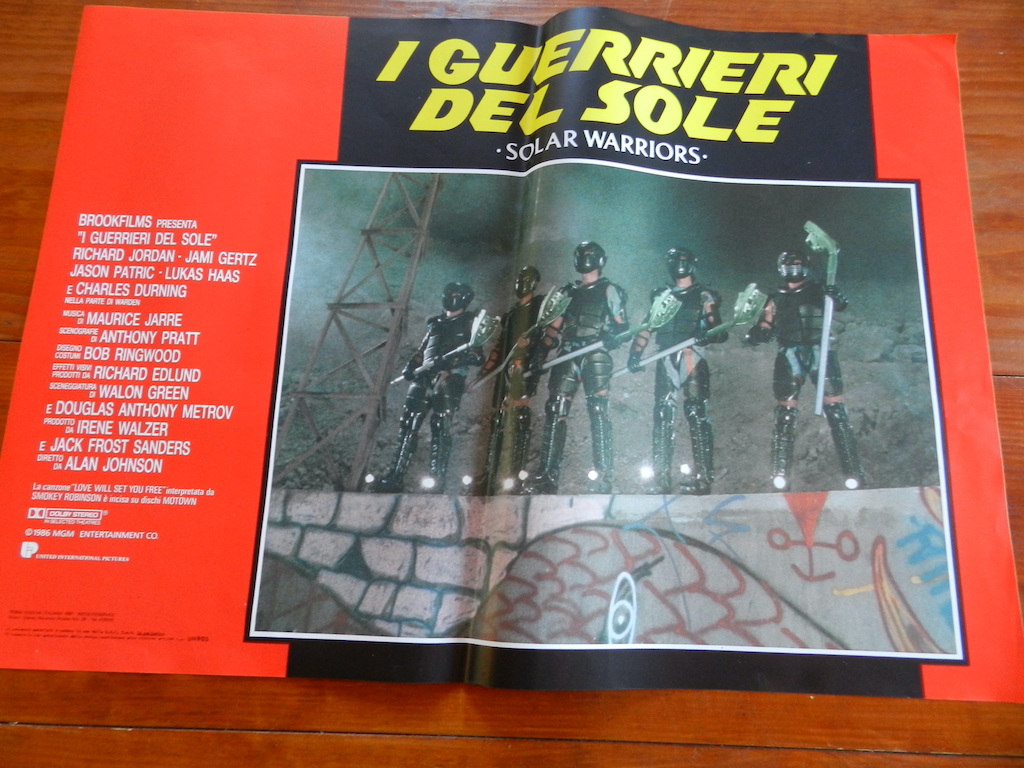 I GUERRIERI
DEL SOLE
·SOLAR WARRIORS·
BROOKFILMS PRESENTA
"I GUERRIERI DEL SOLE"
RICHARD JORDAN · JAMI GERTZ
JASON PATRIC · LUKAS HAAS
E CHARLES DURNING
NELLA PARTE DI WARDEN
MUSICA DI MAURICE JARRE
SCENOGRAFIE DI ANTHONY PRATT
DISEGNO COSTUMI BOB RINGWOOD
EFFETTI VISIVI PRODOTTI DA RICHARD EDLUND
SCENEGGIATURA DI WALON GREEN
E DOUGLAS ANTHONY METROV
PRODOTTO DA IRENE WALZER
E JACK FROST SANDERS
DIRETTO DA ALAN JOHNSON
La canzone "LOVE WILL SET YOU FREE" interpretata da
SMOKEY ROBINSON è incisa su dischi MOTOWN
DOLBY STEREO®
IN SELECTED THEATRES
©1986 MGM ENTERTAINMENT CO.
UNITED INTERNATIONAL PICTURES